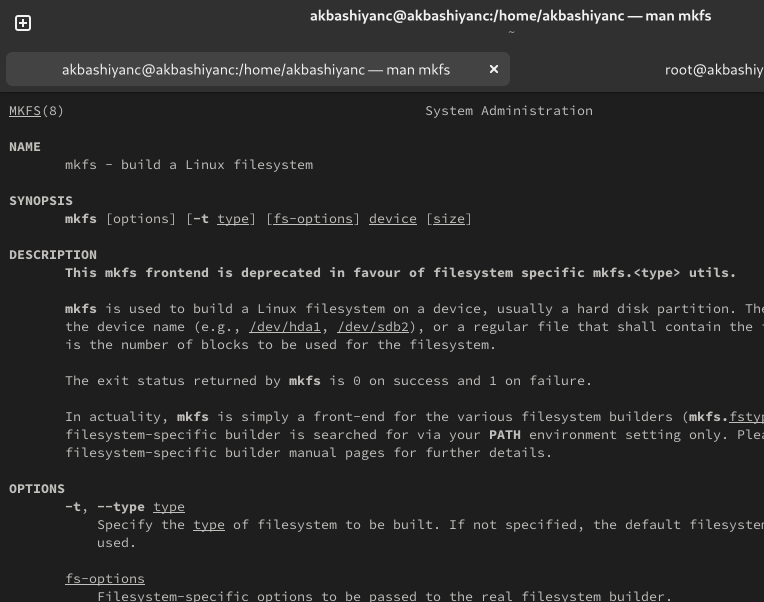 akbashiyanc@akbashiyanc:/home/akbashiyanc — man mkfs
~
akbashiyanc@akbashiyanc:/home/akbashiyanc — man mkfs × root@akbashiy
MKFS(8) System Administration
NAME
mkfs - build a Linux filesystem
SYNOPSIS
mkfs [options] [-t type] [fs-options] device [size]
DESCRIPTION
This mkfs frontend is deprecated in favour of filesystem specific mkfs.<type> utils.
mkfs is used to build a Linux filesystem on a device, usually a hard disk partition. The
the device name (e.g., /dev/hda1, /dev/sdb2), or a regular file that shall contain the
is the number of blocks to be used for the filesystem.
The exit status returned by mkfs is 0 on success and 1 on failure.
In actuality, mkfs is simply a front-end for the various filesystem builders (mkfs.fstyp
filesystem-specific builder is searched for via your PATH environment setting only. Plea
filesystem-specific builder manual pages for further details.
OPTIONS
-t, --type type
Specify the type of filesystem to be built. If not specified, the default filesystem
used.
fs-options
Filesystem-specific options to be passed to the real filesystem builder.